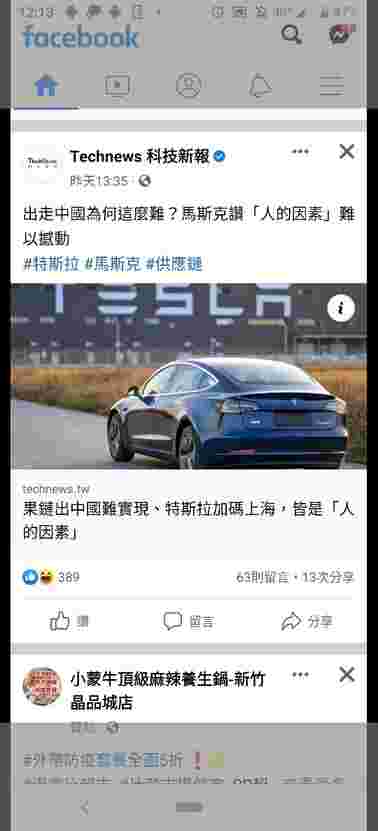 12:13
facebook
Technews 科技新報
昨天13:35
出走中國為何這麼難？馬斯克讚「人的因素」難
以撼動
#特斯拉 #馬斯克 #供應鏈
TESLA
technews.tw
果鏈出中國難實現、特斯拉加碼上海，皆是「人
的因素」
389
63則留言・13次分享
讚
留言
分享
小蒙牛頂級麻辣養生鍋-新竹
晶品城店
贊助
#外帶防疫套餐全面5折❗